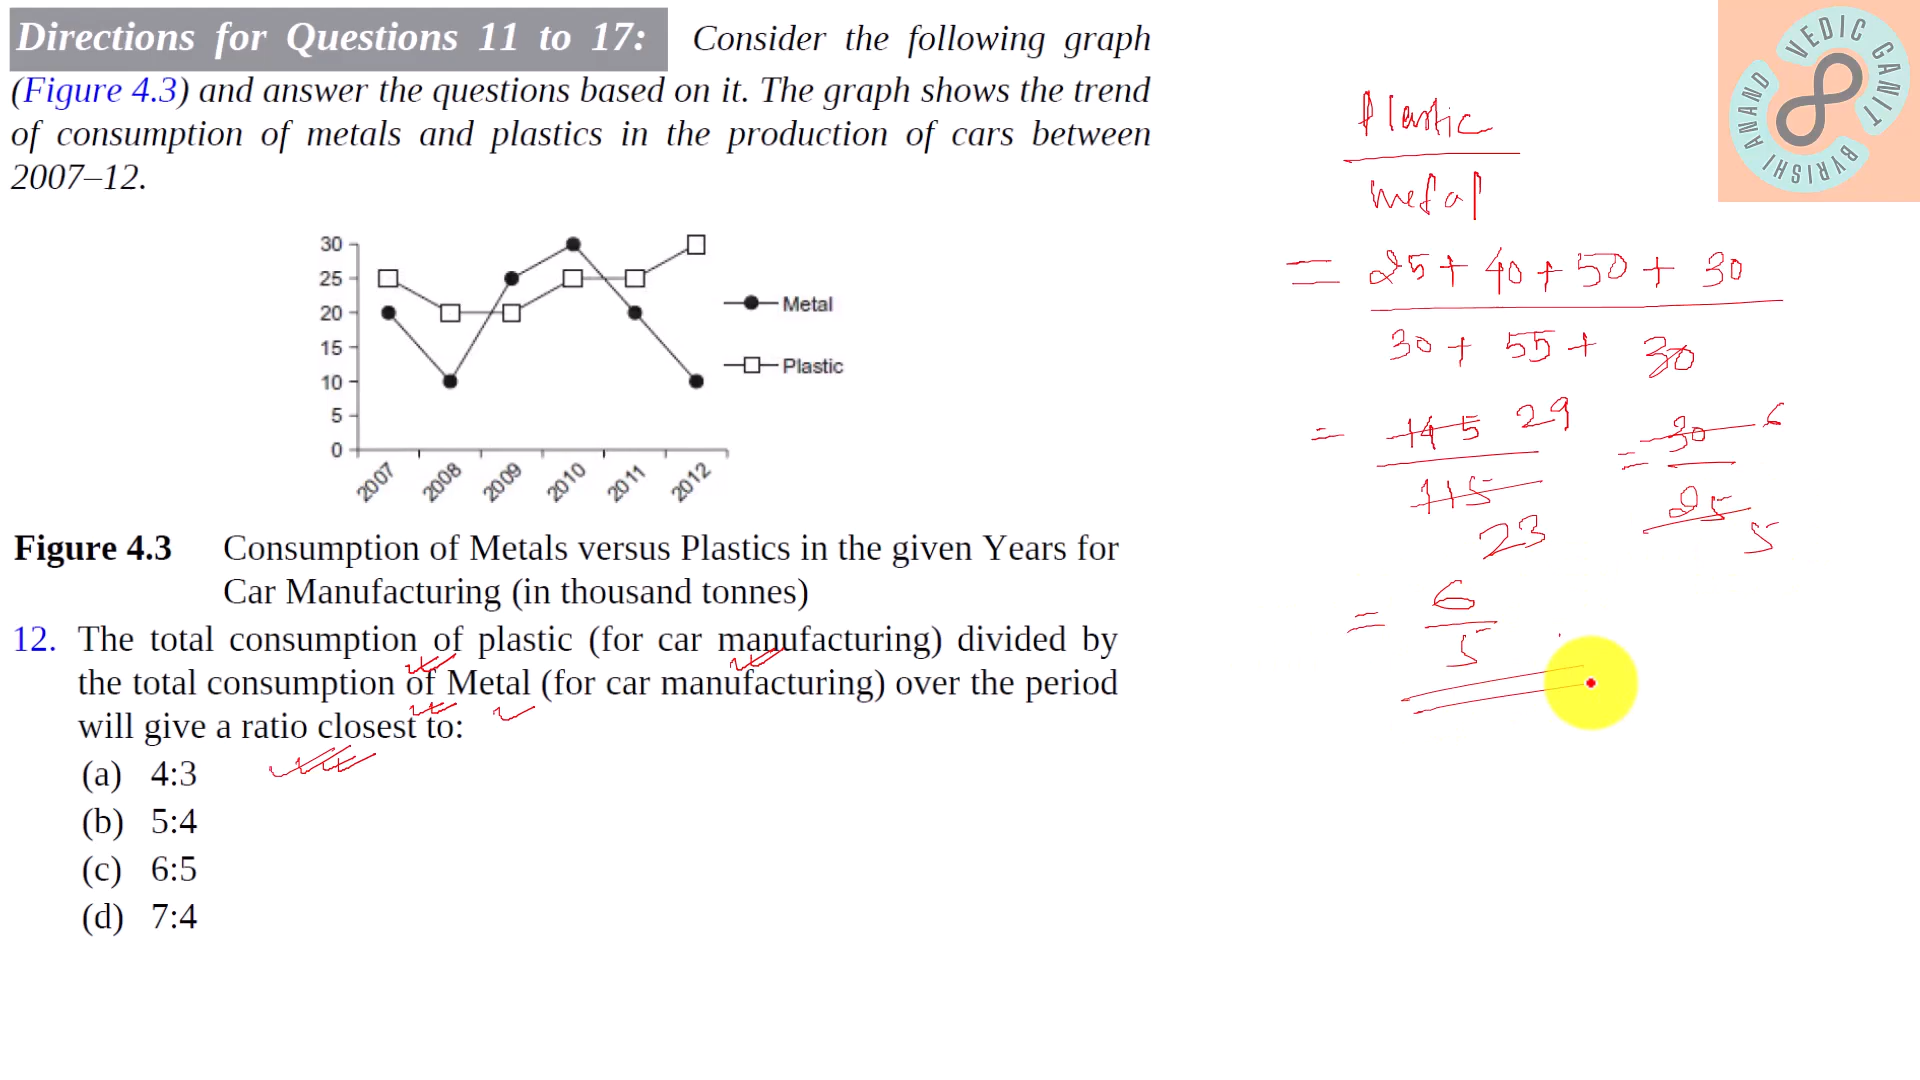 Directions for Questions 11 to 17: Consider the following graph
(Figure 4.3) and answer the questions based on it. The graph shows the trend
of consumption of metals and plastics in the production of cars between
2007–12.
30
25
20
15
10
5
0
2007 2008 2009 2010 2011 2012
Metal
Plastic
Figure 4.3 Consumption of Metals versus Plastics in the given Years for
Car Manufacturing (in thousand tonnes)
12. The total consumption of plastic (for car manufacturing) divided by
the total consumption of Metal (for car manufacturing) over the period
will give a ratio closest to:
(a) 4:3
(b) 5:4
(c) 6:5
(d) 7:4
Plastic
metal
= 25 + 40 + 50 + 30
30 + 55 + 30
= 145 29
115
23
= 30 6
25 5
= 6
5
VEDIC GANIT
BYRISHI ANAND